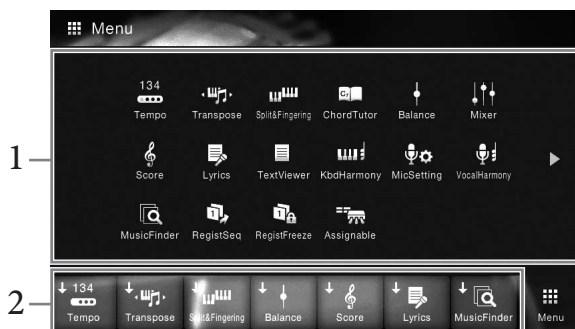 Menu
1
134
Tempo Transpose Split&Fingering ChordTutor Balance Mixer
Score Lyrics TextViewer KbdHarmony MicSetting VocalHarmony
MusicFinder RegistSeq RegistFreeze Assignable
2
134
Tempo Transpose Split&Fingering Balance Score Lyrics MusicFinder Menu